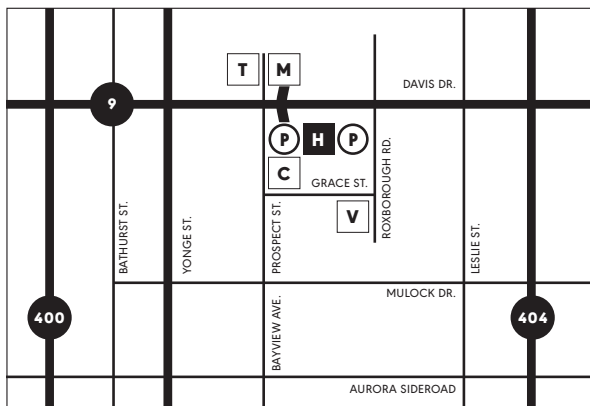 T
M
DAVIS DR.
9
P
H
P
C
GRACE ST.
V
ROXBOROUGH RD.
BATHURST ST.
YONGE ST.
PROSPECT ST.
LESLIE ST.
MULOCK DR.
400
404
BAYVIEW AVE.
AURORA SIDEROAD